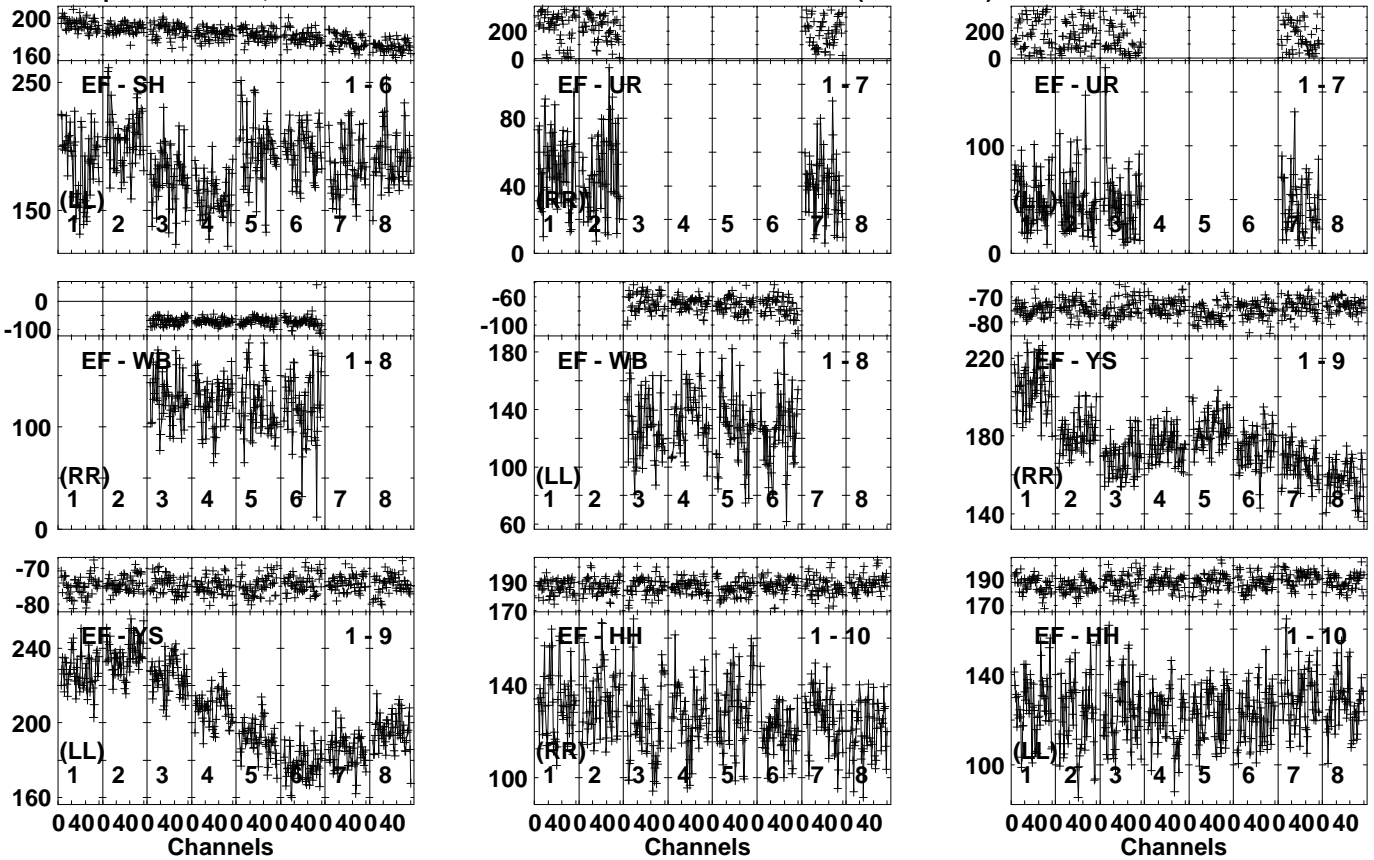 200
160
250
150
EF - SH 1 - 6
(LL)
1 2 3 4 5 6 7 8
200
0
80
40
0
EF - UR 1 - 7
(RR)
1 2 3 4 5 6 7 8
200
0
100
0
EF - UR 1 - 7
1 2 3 4 5 6 7 8
0
-100
100
0
EF - WB 1 - 8
(RR)
1 2 3 4 5 6 7 8
-60
-100
180
140
100
60
EF - WB 1 - 8
(LL)
1 2 3 4 5 6 7 8
-70
-80
220
180
140
EF - YS 1 - 9
(RR)
1 2 3 4 5 6 7 8
-70
-80
240
200
160
EF - YS 1 - 9
(LL)
1 2 3 4 5 6 7 8
0 40 0 40 0 40 0 40 0 40 0 40 0 40 0 40
Channels
190
170
140
100
EF - HH 1 - 10
(RR)
1 2 3 4 5 6 7 8
0 40 0 40 0 40 0 40 0 40 0 40 0 40 0 40
Channels
190
170
140
100
EF - HH 1 - 10
(LL)
1 2 3 4 5 6 7 8
0 40 0 40 0 40 0 40 0 40 0 40 0 40 0 40
Channels